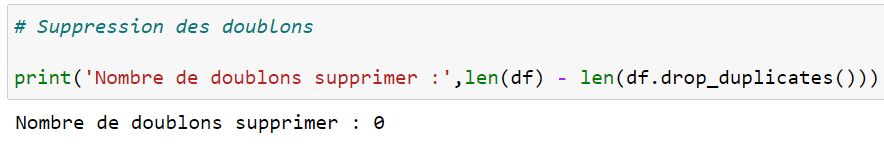 # Suppression des doublons
print('Nombre de doublons supprimer :',len(df) - len(df.drop_duplicates()))
Nombre de doublons supprimer : 0